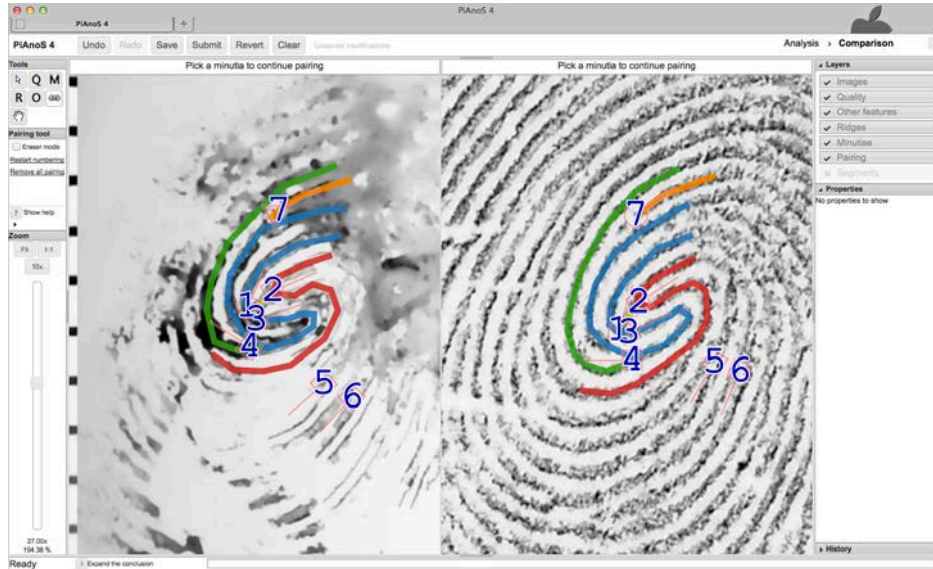 PiAnoS 4
PiAnoS 4
PiAnoS 4
Undo
Redo
Save
Submit
Revert
Clear
Unsaved modifications
Analysis › Comparison
Tools
Q M
R O
Pairing tool
Eraser mode
Restart numbering
Remove all pairing
? Show help
Zoom
Fit
1:1
10x
27.00x
194.38 %
Pick a minutia to continue pairing
7
2
1
3
4
5
6
Pick a minutia to continue pairing
7
2
1
3
4
5
6
Layers
Images
Quality
Other features
Ridges
Minutiae
Pairing
Segments
Properties
No properties to show
History
Ready
Expand the conclusion